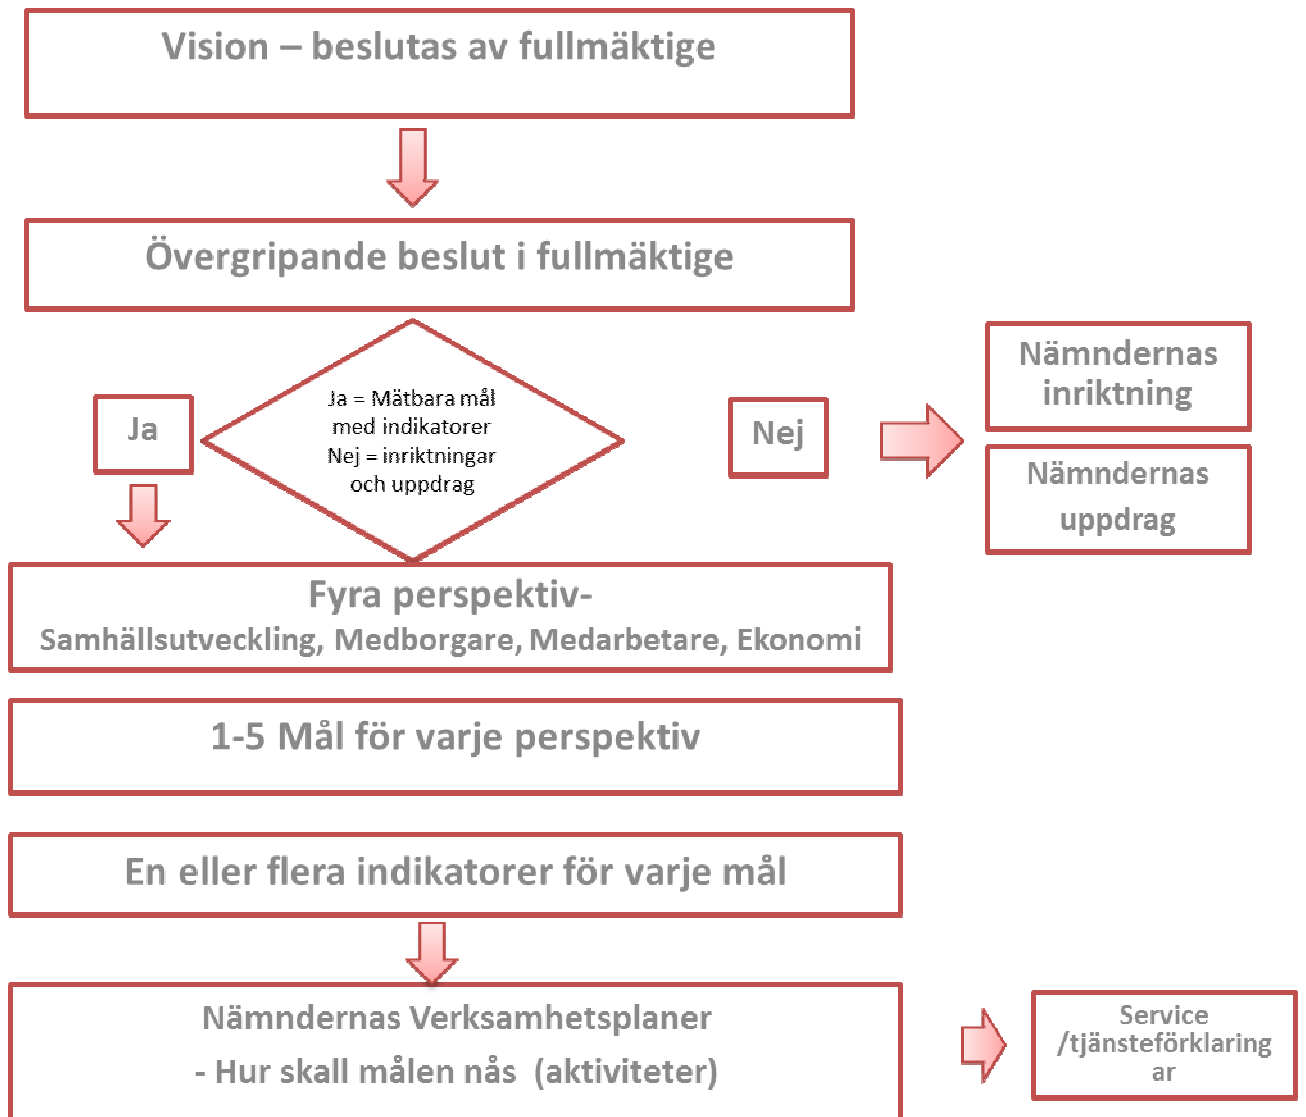 Vision – beslutas av fullmäktige
Övergripande beslut i fullmäktige
Ja
Ja = Mätbara mål
med indikatorer
Nej = inriktningar
och uppdrag
Nej
Nämndernas
inriktning
Nämndernas
uppdrag
Fyra perspektiv-
Samhällsutveckling, Medborgare, Medarbetare, Ekonomi
1-5 Mål för varje perspektiv
En eller flera indikatorer för varje mål
Nämndernas Verksamhetsplaner
- Hur skall målen nås (aktiviteter)
Service
/tjänsteförklaring
ar